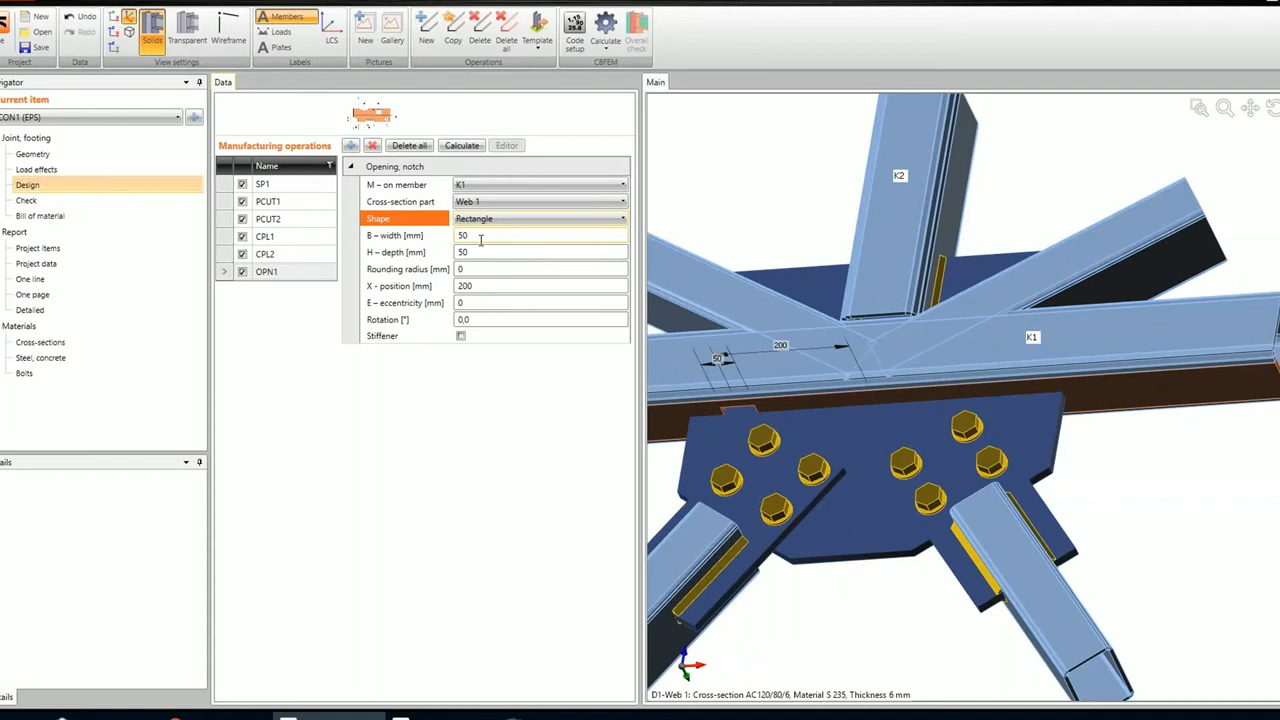 New Undo Members
Open Redo Loads
Save Solids Transparent Wireframe Plates LCS New Gallery New Copy Delete Delete all Template Code setup Calculate Overall check
Project Data View settings Labels Pictures Operations CBFEM
vigator
urrent item
CON1 (EPS)
Joint, footing
Geometry
Load effects
Design
Check
Bill of material
Report
Project items
Project data
One line
One page
Detailed
Materials
Cross-sections
Steel, concrete
Bolts
ails
ails
Data
Manufacturing operations Delete all Calculate Editor
Name
SP1
PCUT1
PCUT2
CPL1
CPL2
OPN1
Opening, notch
M – on member K1
Cross-section part Web 1
Shape Rectangle
B – width [mm] 50
H – depth [mm] 50
Rounding radius [mm] 0
X - position [mm] 200
E – eccentricity [mm] 0
Rotation [°] 0,0
Stiffener
Main
K2
K1
200
50
D1-Web 1: Cross-section AC120/80/6, Material S 235, Thickness 6 mm